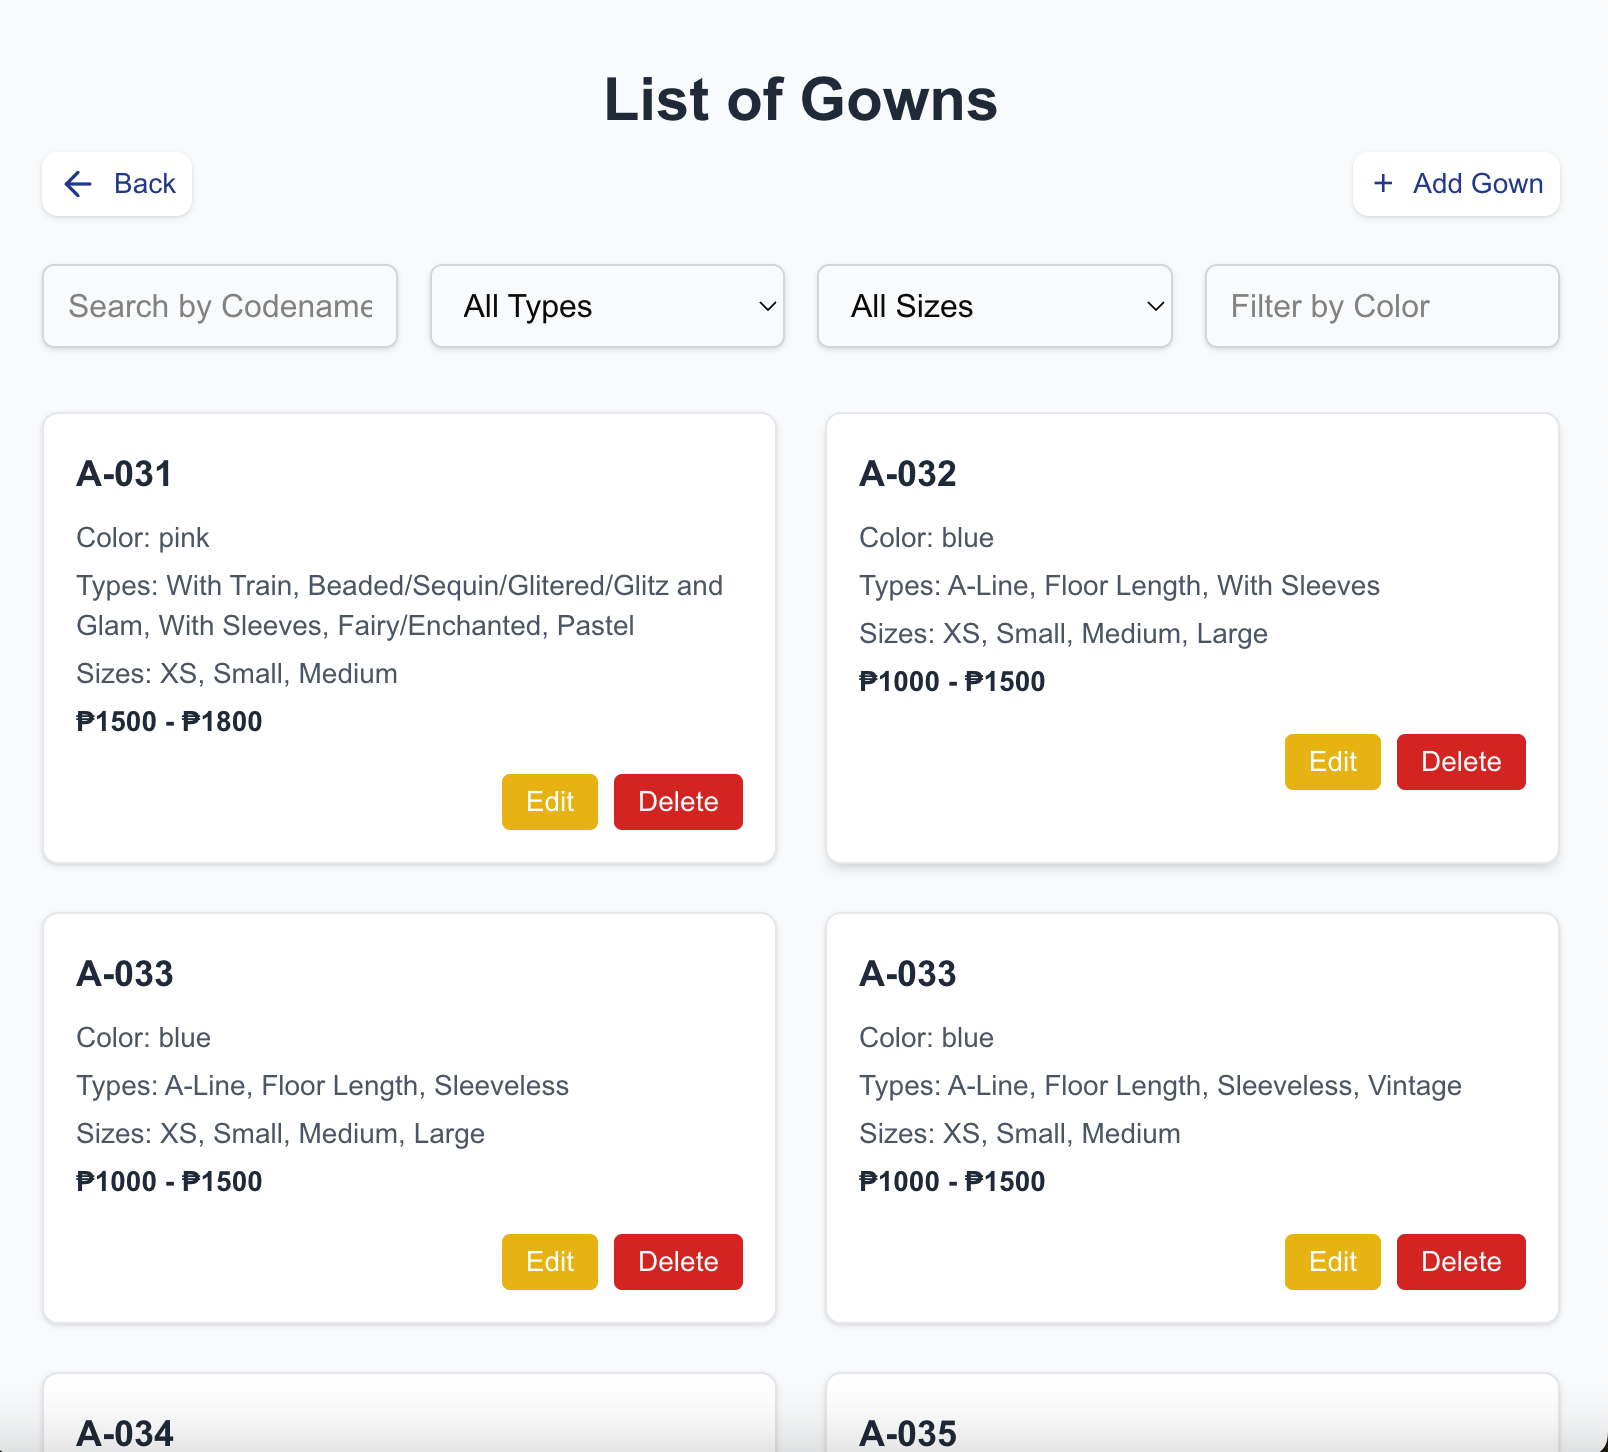 List of Gowns
Back
+ Add Gown
Search by Codename
All Types
All Sizes
Filter by Color
A-031
Color: pink
Types: With Train, Beaded/Sequin/Glitered/Glitz and
Glam, With Sleeves, Fairy/Enchanted, Pastel
Sizes: XS, Small, Medium
₱1500 - ₱1800
Edit
Delete
A-032
Color: blue
Types: A-Line, Floor Length, With Sleeves
Sizes: XS, Small, Medium, Large
₱1000 - ₱1500
Edit
Delete
A-033
Color: blue
Types: A-Line, Floor Length, Sleeveless
Sizes: XS, Small, Medium, Large
₱1000 - ₱1500
Edit
Delete
A-033
Color: blue
Types: A-Line, Floor Length, Sleeveless, Vintage
Sizes: XS, Small, Medium
₱1000 - ₱1500
Edit
Delete
A-034
A-035